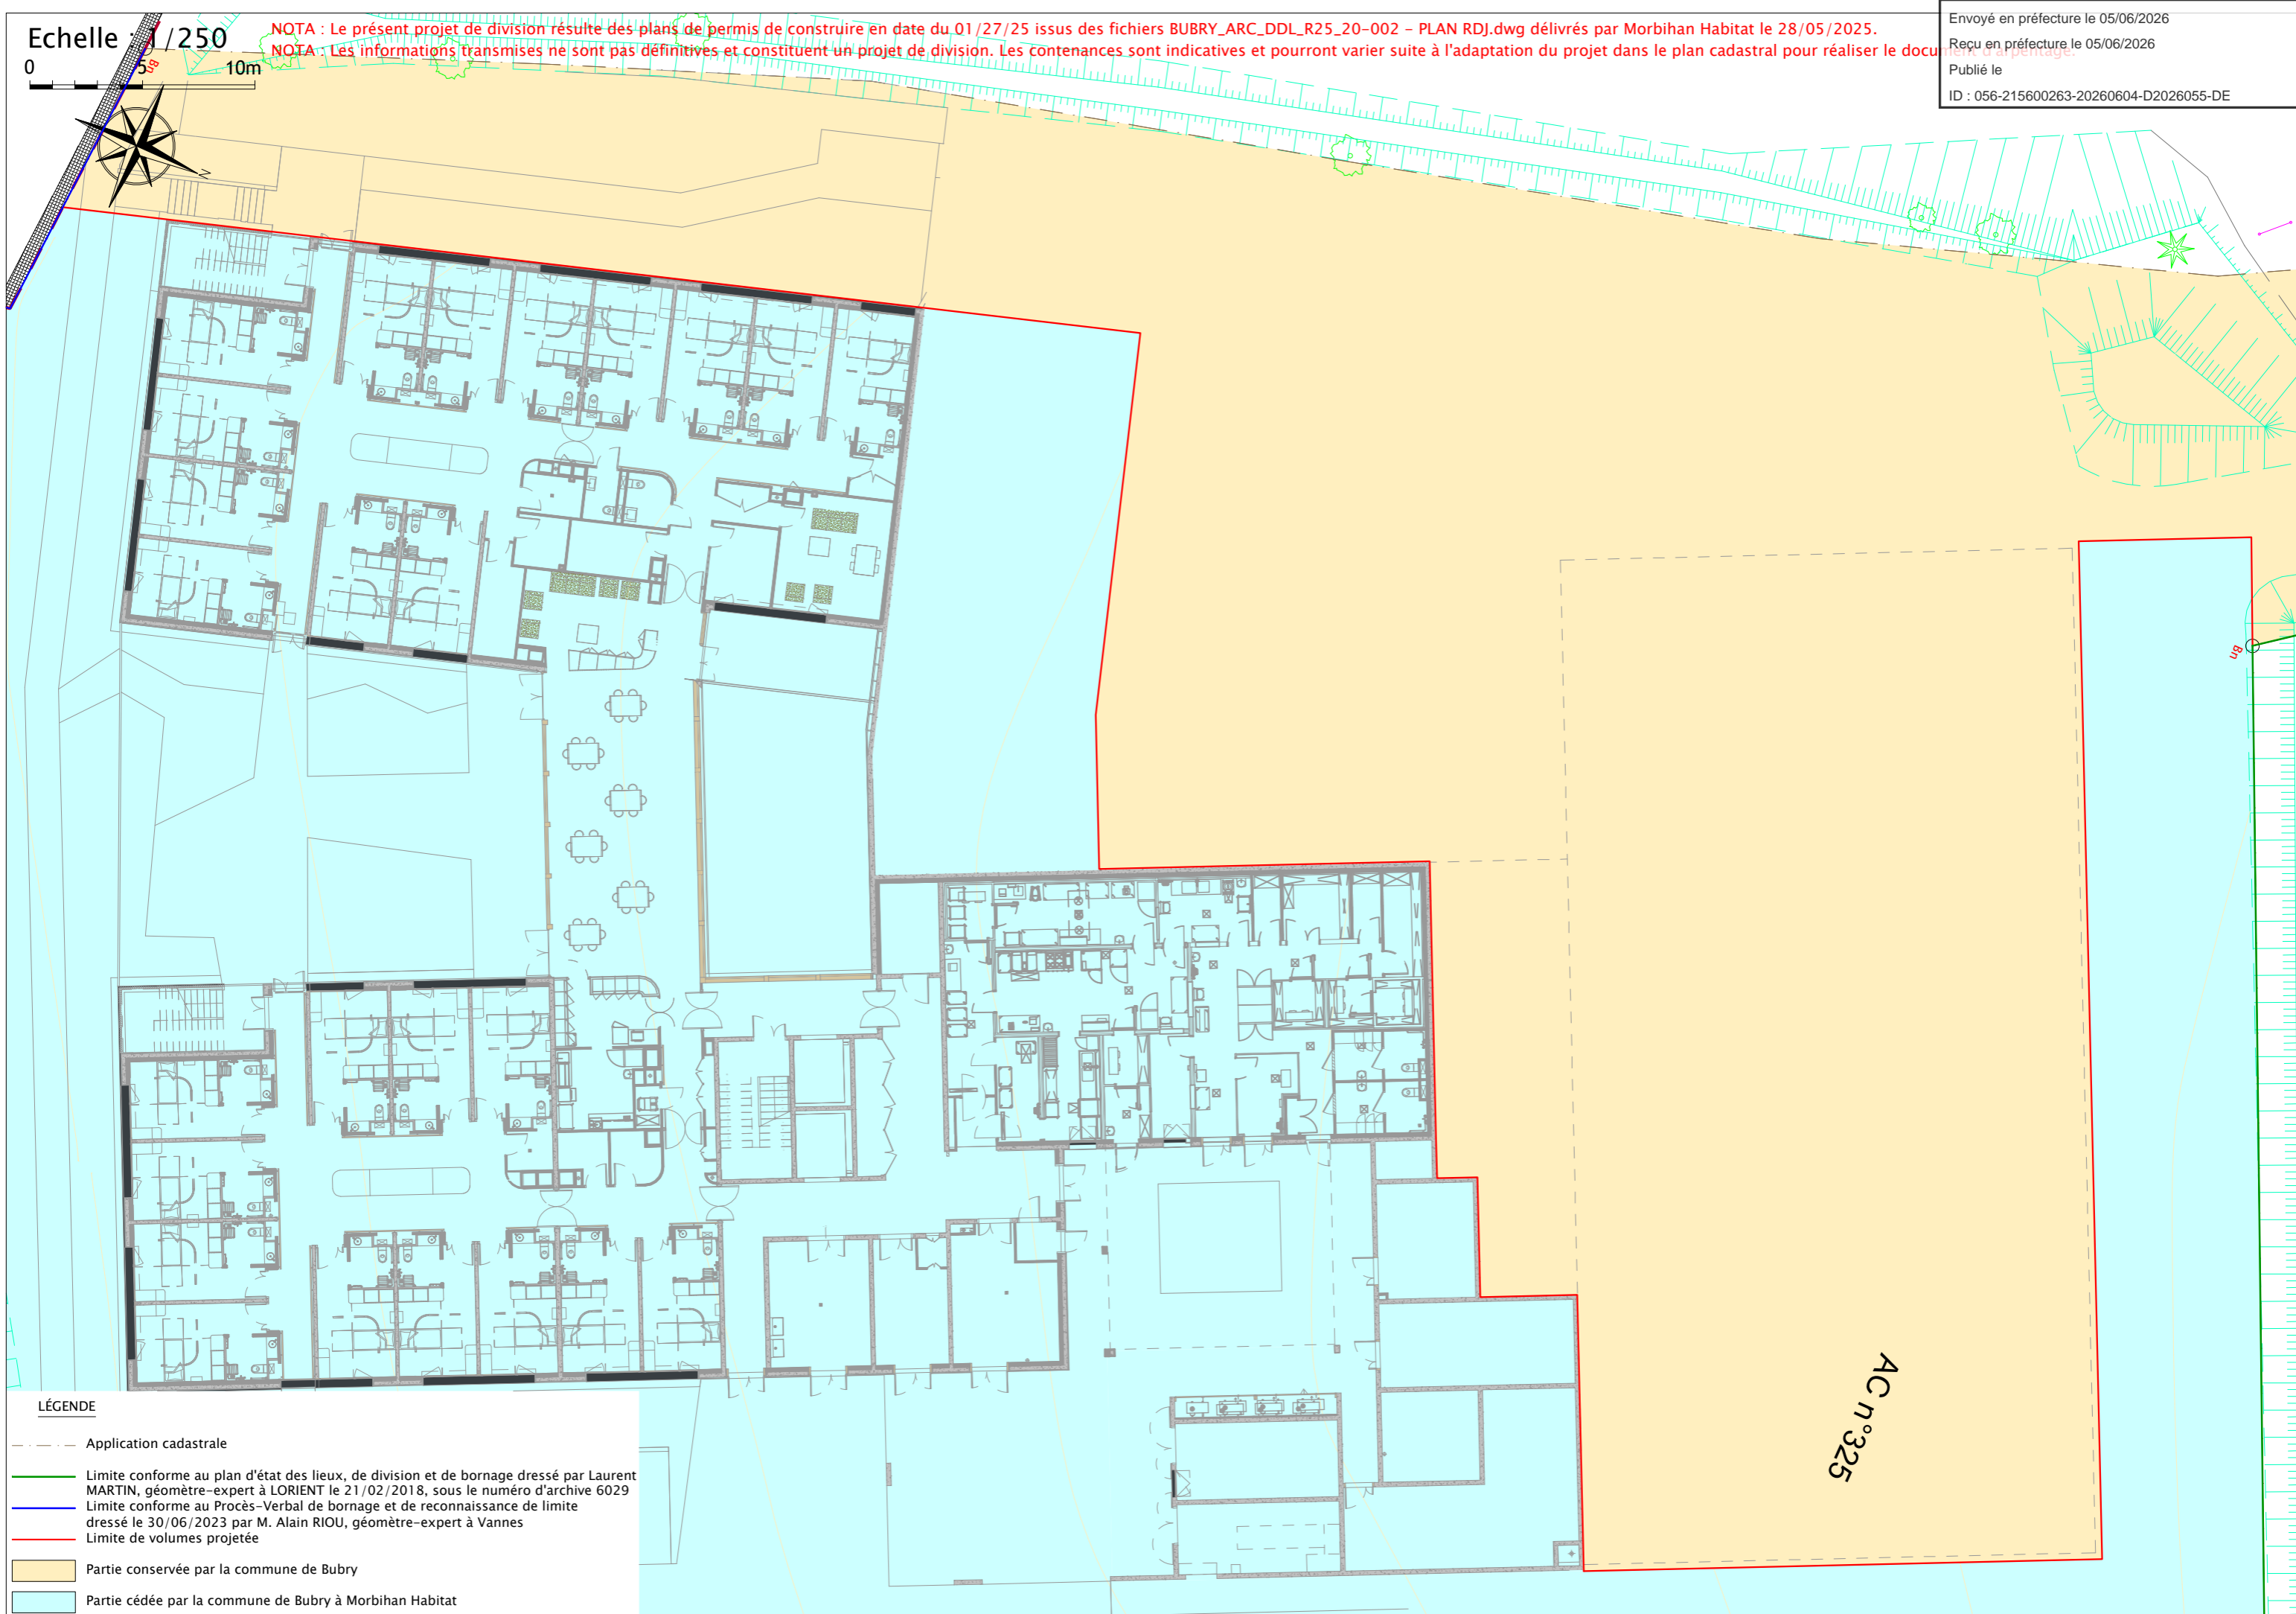 Echelle : 1/250
0 5 10m
NOTA : Le présent projet de division résulte des plans de permis de construire en date du 01/27/25 issus des fichiers BUBRY_ARC_DDL_R25_20-002 - PLAN RDJ.dwg délivrés par Morbihan Habitat le 28/05/2025.
NOTA : Les informations transmises ne sont pas définitives et constituent un projet de division. Les contenances sont indicatives et pourront varier suite à l'adaptation du projet dans le plan cadastral pour réaliser le document d'arpentage.
Envoyé en préfecture le 05/06/2026
Reçu en préfecture le 05/06/2026
Publié le
ID : 056-215600263-20260604-D2026055-DE
Bn
N
Bn
AC n°325
LÉGENDE
Application cadastrale
Limite conforme au plan d'état des lieux, de division et de bornage dressé par Laurent
MARTIN, géomètre-expert à LORIENT le 21/02/2018, sous le numéro d'archive 6029
Limite conforme au Procès-Verbal de bornage et de reconnaissance de limite
dressé le 30/06/2023 par M. Alain RIOU, géomètre-expert à Vannes
Limite de volumes projetée
Partie conservée par la commune de Bubry
Partie cédée par la commune de Bubry à Morbihan Habitat